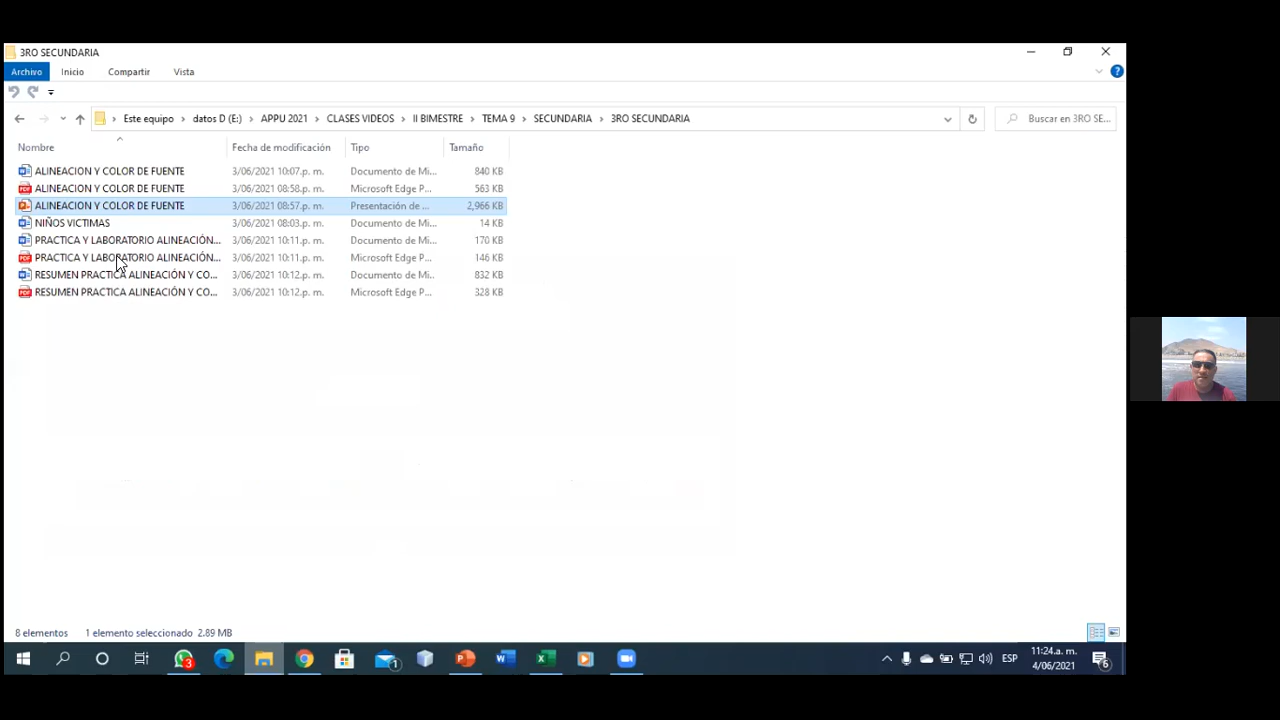 3RO SECUNDARIA
Archivo Inicio Compartir Vista
Este equipo > datos D (E:) > APPU 2021 > CLASES VIDEOS > II BIMESTRE > TEMA 9 > SECUNDARIA > 3RO SECUNDARIA
Buscar en 3RO SE...
Nombre Fecha de modificación Tipo Tamaño
ALINEACION Y COLOR DE FUENTE 3/06/2021 10:07 p. m. Documento de Mi... 840 KB
ALINEACION Y COLOR DE FUENTE 3/06/2021 08:58 p. m. Microsoft Edge P... 563 KB
ALINEACION Y COLOR DE FUENTE 3/06/2021 08:57 p. m. Presentación de ... 2,966 KB
NIÑOS VICTIMAS 3/06/2021 08:03 p. m. Documento de Mi... 14 KB
PRACTICA Y LABORATORIO ALINEACIÓN... 3/06/2021 10:11 p. m. Documento de Mi... 170 KB
PRACTICA Y LABORATORIO ALINEACIÓN... 3/06/2021 10:11 p. m. Microsoft Edge P... 146 KB
RESUMEN PRACTICA ALINEACIÓN Y CO... 3/06/2021 10:12 p. m. Documento de Mi... 832 KB
RESUMEN PRACTICA ALINEACIÓN Y CO... 3/06/2021 10:12 p. m. Microsoft Edge P... 328 KB
8 elementos 1 elemento seleccionado 2.89 MB
ESP
11:24 a. m.
4/06/2021
3
1
6